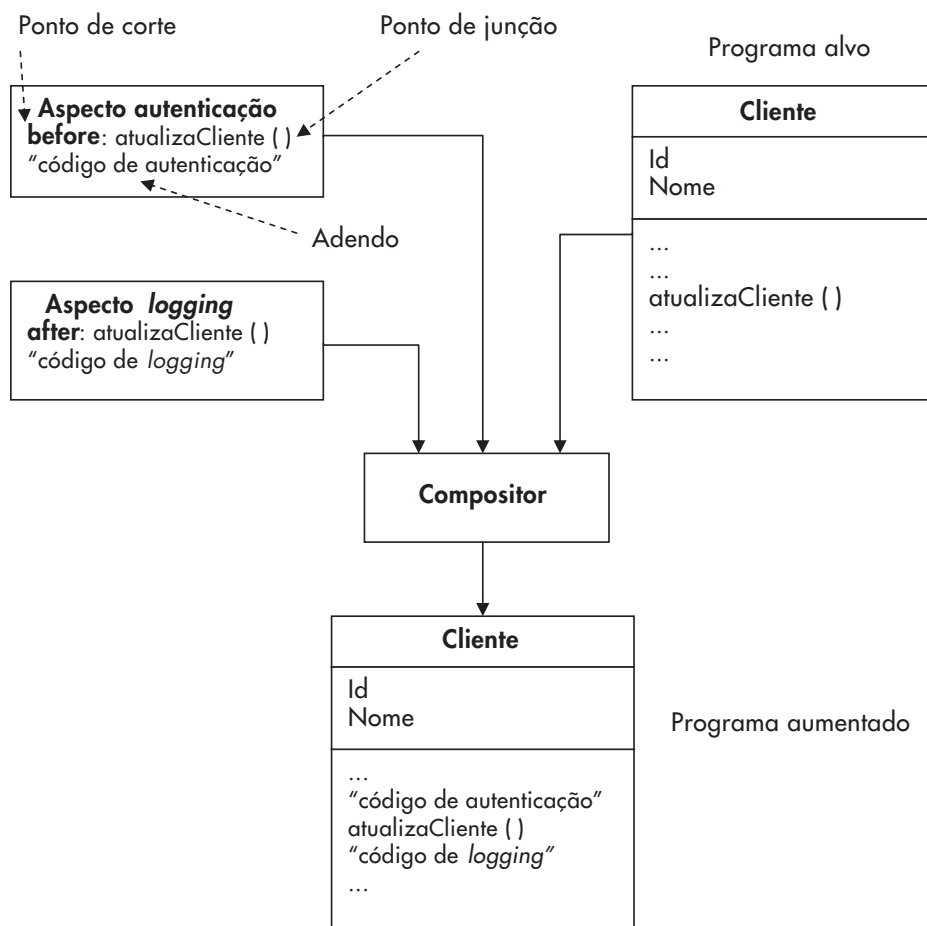 Ponto de corte
Ponto de junção
Programa alvo
Aspecto autenticação
before: atualizaCliente ( )
“código de autenticação”
Adendo
Cliente
Id
Nome
...
...
atualizaCliente ( )
...
...
Aspecto logging
after: atualizaCliente ( )
“código de logging”
Compositor
Cliente
Id
Nome
Programa aumentado
...
“código de autenticação”
atualizaCliente ( )
“código de logging”
...